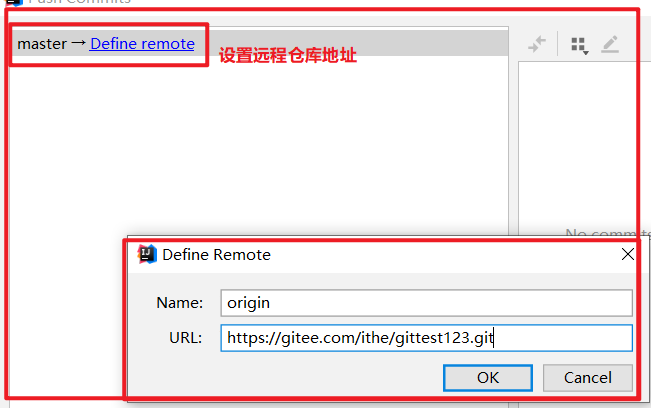 Push Commits
master → Define remote
设置远程仓库地址
No commits
Define Remote
Name: origin
URL: https://gitee.com/ithe/gittest123.git
OK Cancel